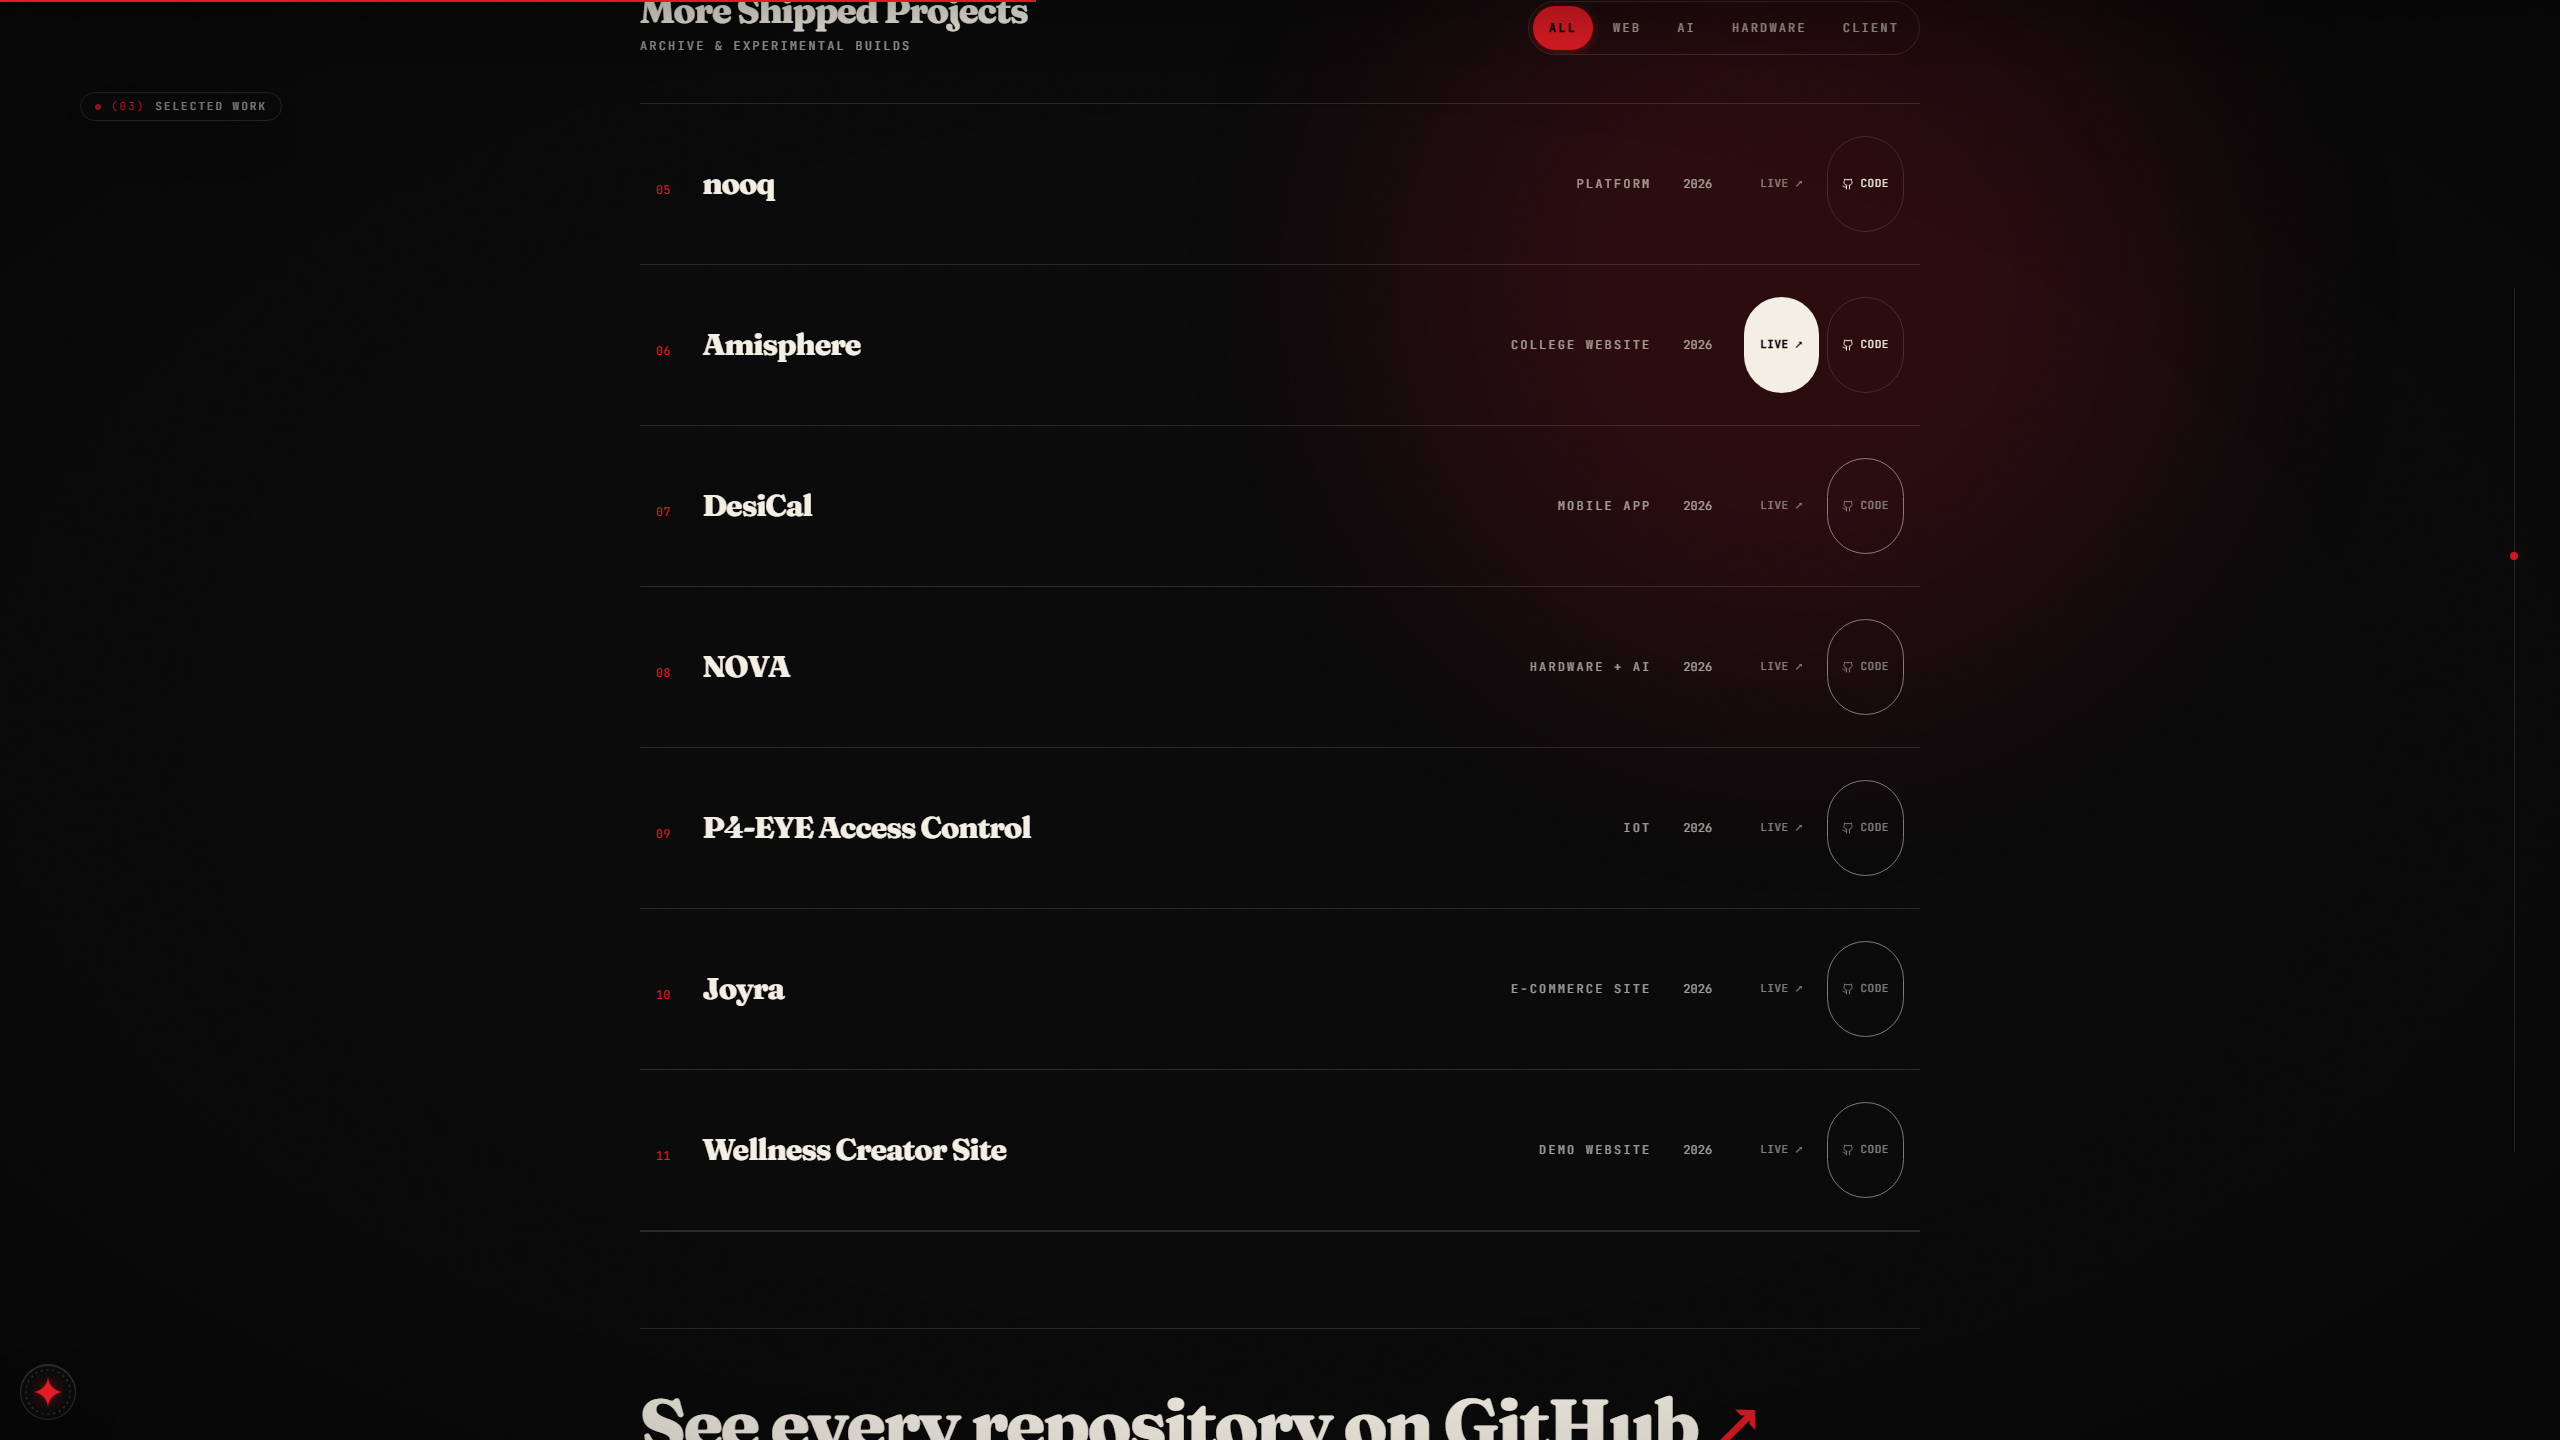 More Shipped Projects
ARCHIVE & EXPERIMENTAL BUILDS
ALL WEB AI HARDWARE CLIENT
(03) SELECTED WORK
05 nooq PLATFORM 2026 LIVE ↗ CODE
06 Amisphere COLLEGE WEBSITE 2026 LIVE ↗ CODE
07 DesiCal MOBILE APP 2026 LIVE ↗ CODE
08 NOVA HARDWARE + AI 2026 LIVE ↗ CODE
09 P4-EYE Access Control IOT 2026 LIVE ↗ CODE
10 Joyra E-COMMERCE SITE 2026 LIVE ↗ CODE
11 Wellness Creator Site DEMO WEBSITE 2026 LIVE ↗ CODE
See every repository on GitHub ↗